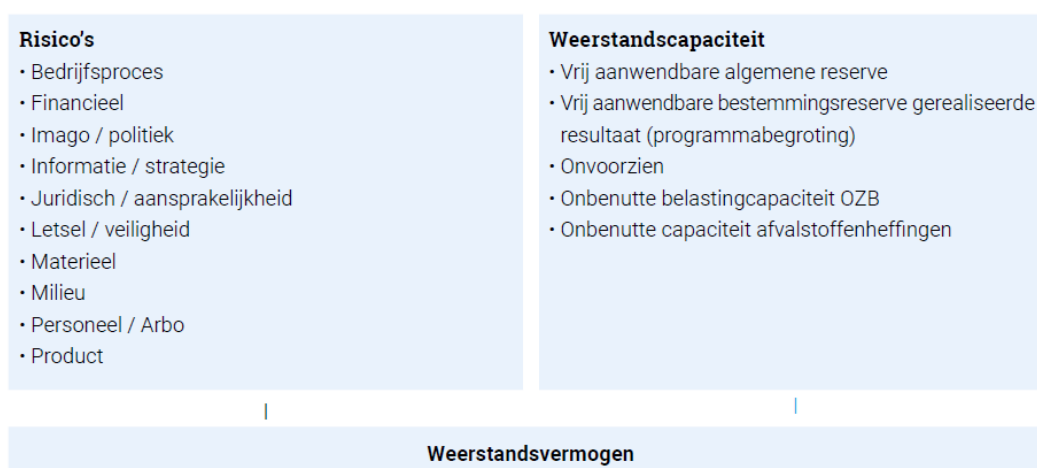 Risico's
• Bedrijfsproces
• Financieel
• Imago / politiek
• Informatie / strategie
• Juridisch / aansprakelijkheid
• Letsel / veiligheid
• Materieel
• Milieu
• Personeel / Arbo
• Product
Weerstandscapaciteit
• Vrij aanwendbare algemene reserve
• Vrij aanwendbare bestemmingsreserve gerealiseerde
resultaat (programmabegroting)
• Onvoorzien
• Onbenutte belastingcapaciteit OZB
• Onbenutte capaciteit afvalstoffenheffingen
Weerstandsvermogen